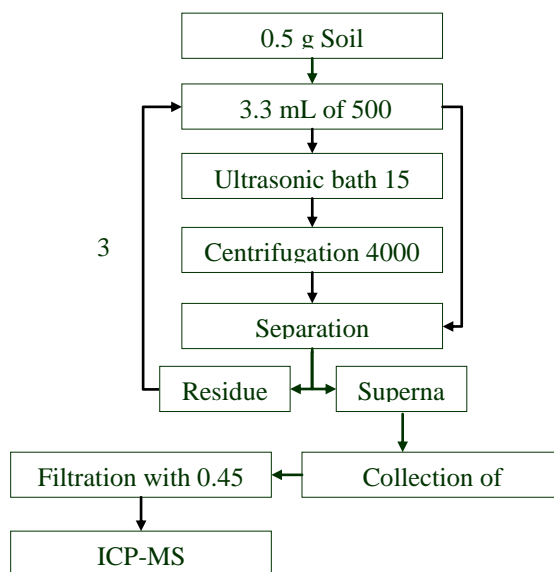 0.5 g Soil
3.3 mL of 500
Ultrasonic bath 15
3
Centrifugation 4000
Separation
Residue
Superna
Filtration with 0.45
Collection of
ICP-MS